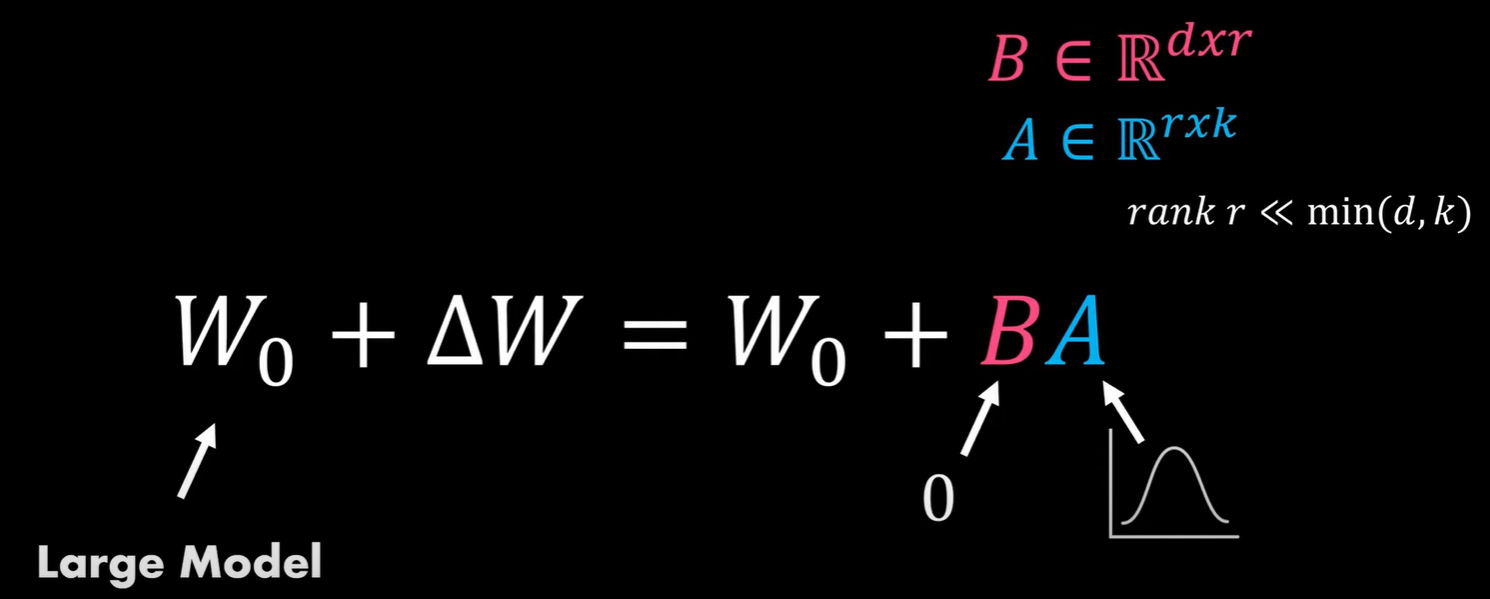 B ∈ ℝ^{dxr}
A ∈ ℝ^{rxk}
rank r ≪ min(d, k)
W₀ + ΔW = W₀ + BA
0
Large Model